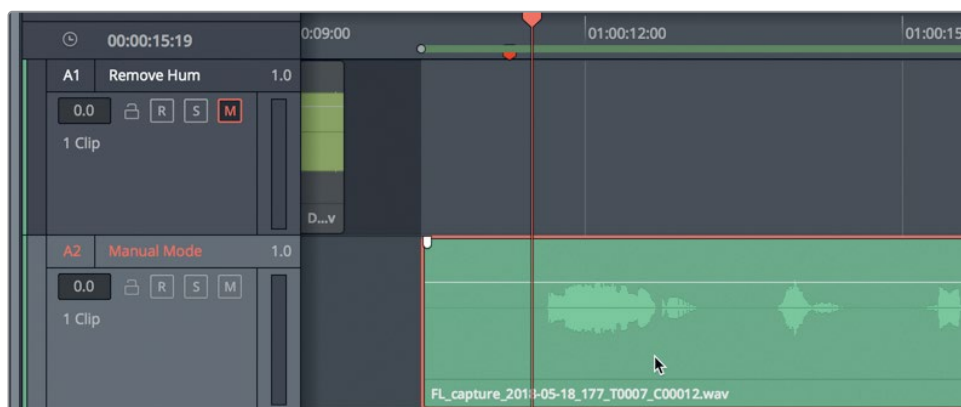 00:00:15:19
0:09:00
01:00:12:00
01:00:15
A1 Remove Hum 1.0
0.0 R S M
1 Clip
D...v
A2 Manual Mode 1.0
0.0 R S M
1 Clip
FL_capture_2018-05-18_177_T0007_C00012.wav